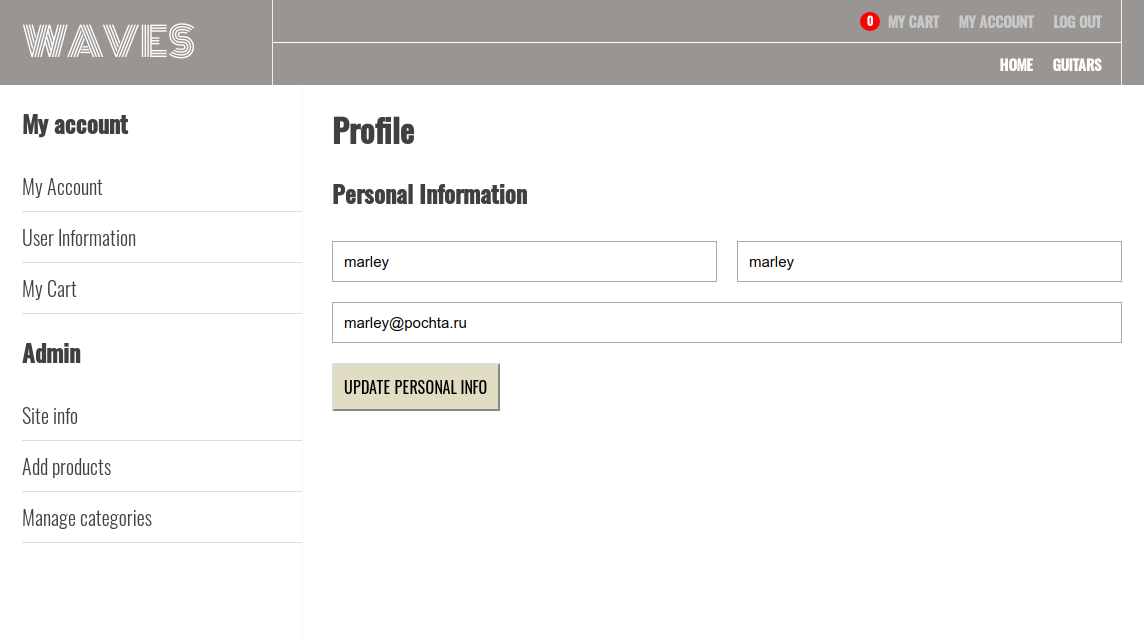 WAVES
0 MY CART MY ACCOUNT LOG OUT
HOME GUITARS
My account
My Account
User Information
My Cart
Admin
Site info
Add products
Manage categories
Profile
Personal Information
marley marley
marley@pochta.ru
UPDATE PERSONAL INFO